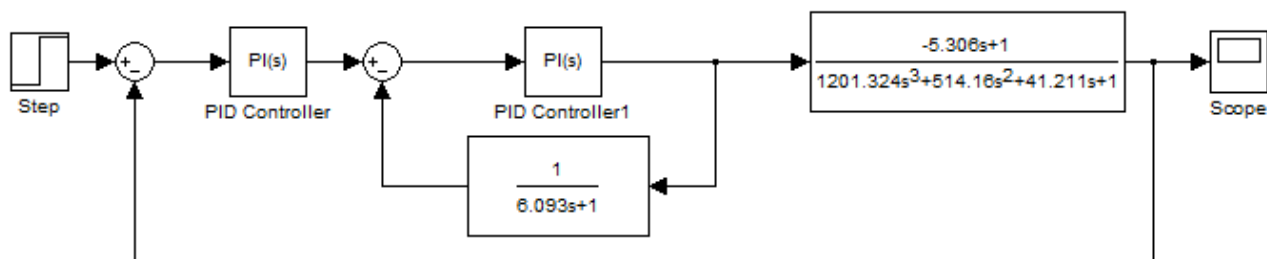 Step
+
−
PI(s)
PID Controller
+
−
PI(s)
PID Controller1
-5.306s+1
1201.324s³+514.16s²+41.211s+1
Scope
1
6.093s+1